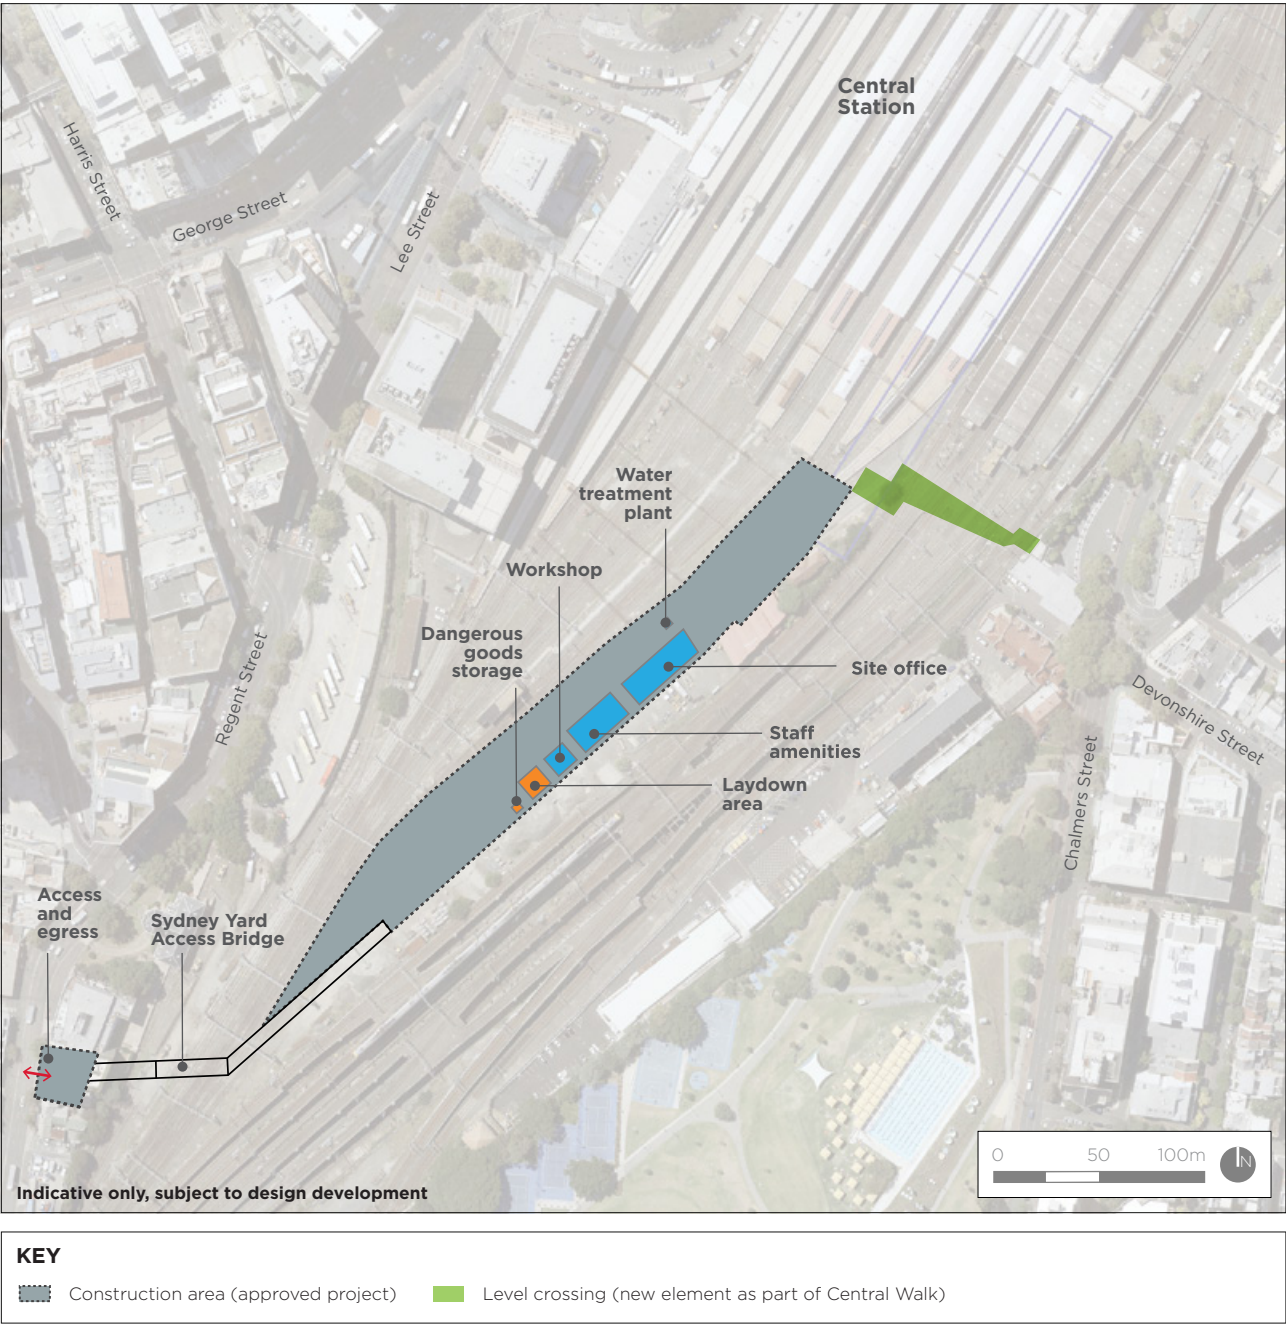 Central
Station
Harris Street
George Street
Lee Street
Water
treatment
plant
Workshop
Dangerous
goods
storage
Regent Street
Site office
Staff
amenities
Laydown
area
Devonshire Street
Chalmers Street
Access
and
egress
Sydney Yard
Access Bridge
0 50 100m
N
Indicative only, subject to design development
KEY
Construction area (approved project)
Level crossing (new element as part of Central Walk)